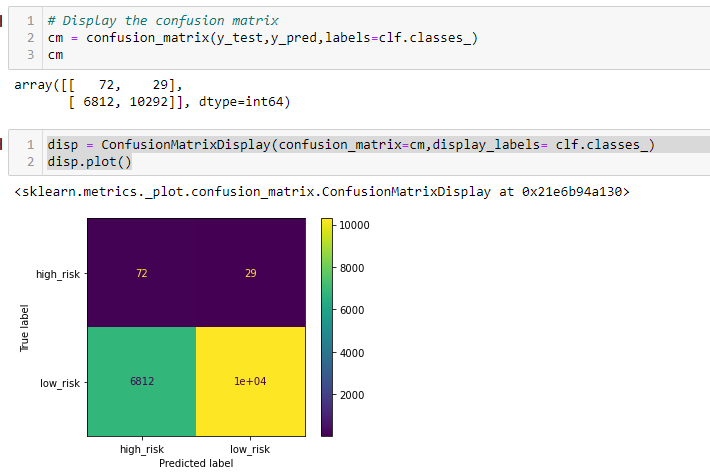 1 # Display the confusion matrix
2 cm = confusion_matrix(y_test,y_pred,labels=clf.classes_)
3 cm
array([[   72,    29],
       [ 6812, 10292]], dtype=int64)
1 disp = ConfusionMatrixDisplay(confusion_matrix=cm,display_labels= clf.classes_)
2 disp.plot()
<sklearn.metrics._plot.confusion_matrix.ConfusionMatrixDisplay at 0x21e6b94a130>
10000
high_risk 72 29
8000
True label
6000
4000
low_risk 6812 1e+04
2000
high_risk low_risk
Predicted label